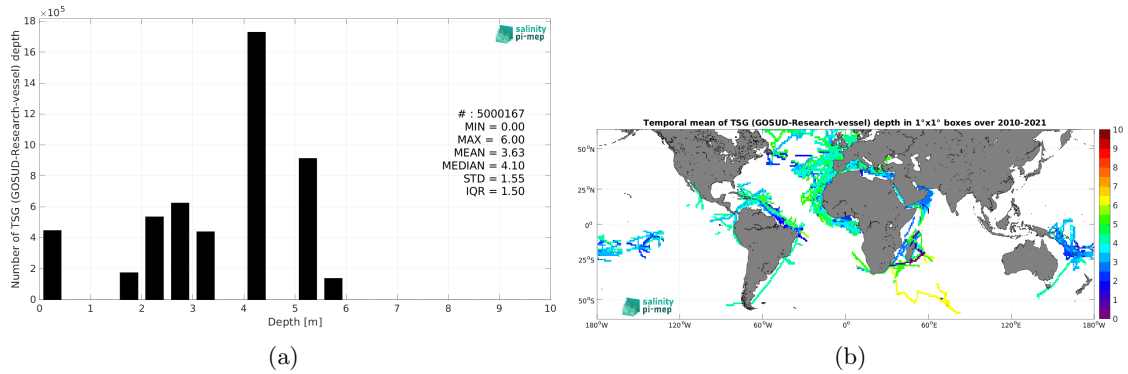 ×10⁵
18
16
14
12
10
8
6
4
2
0
Number of TSG (GOSUD-Research-vessel) depth
salinity
pi-mep
# : 5000167
MIN = 0.00
MAX = 6.00
MEAN = 3.63
MEDIAN = 4.10
STD = 1.55
IQR = 1.50
0 1 2 3 4 5 6 7 8 9 10
Depth [m]
(a)
Temporal mean of TSG (GOSUD-Research-vessel) depth in 1°x1° boxes over 2010-2021
50°N
25°N
0°
25°S
50°S
salinity
pi-mep
180°W 120°W 60°W 0° 60°E 120°E 180°W
10
9
8
7
6
5
4
3
2
1
0
(b)